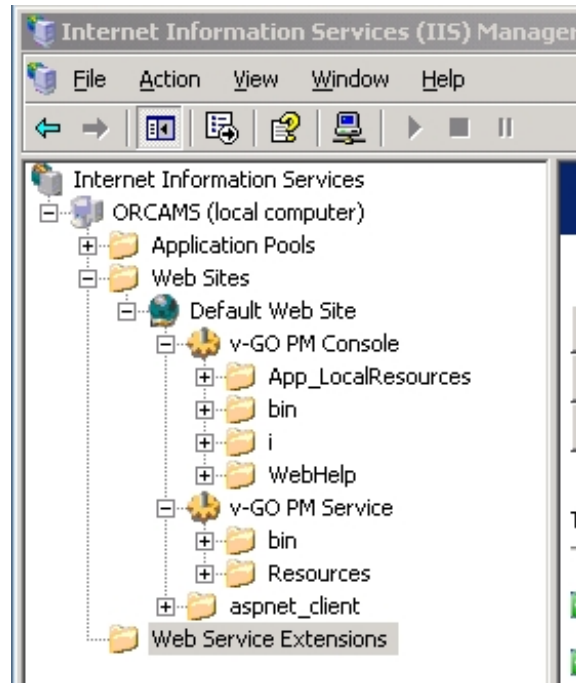 Internet Information Services (IIS) Manager
File Action View Window Help
Internet Information Services
ORCAMS (local computer)
Application Pools
Web Sites
Default Web Site
v-GO PM Console
App_LocalResources
bin
i
WebHelp
v-GO PM Service
bin
Resources
aspnet_client
Web Service Extensions